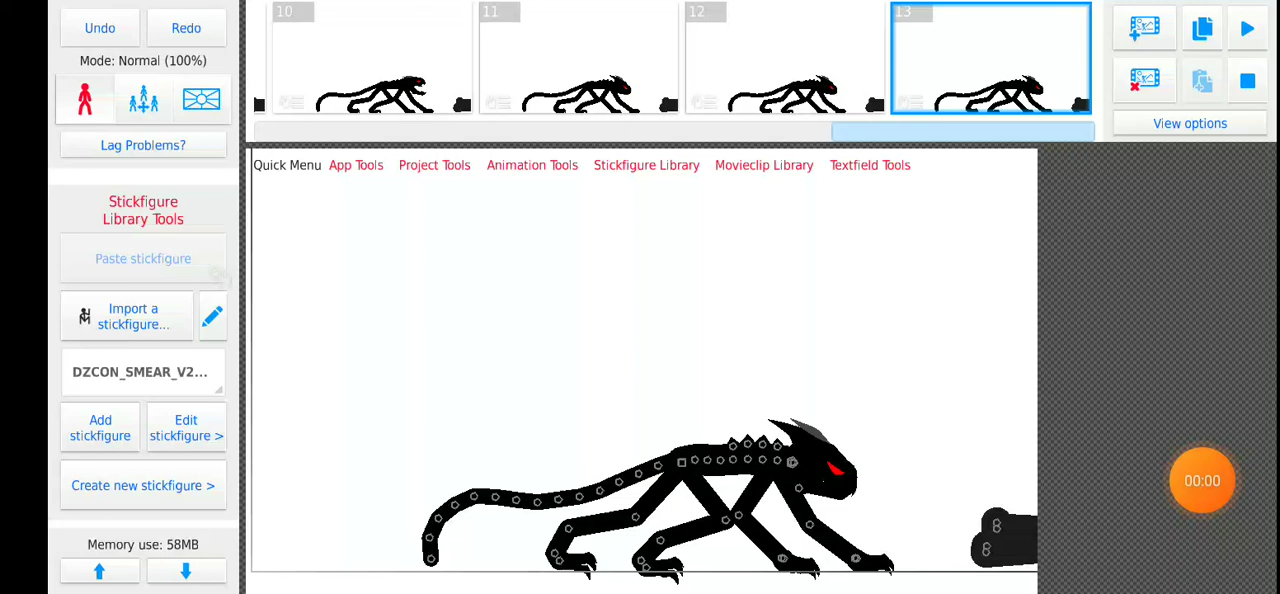 Undo
Redo
Mode: Normal (100%)
Lag Problems?
10
11
12
13
View options
Quick Menu
App Tools
Project Tools
Animation Tools
Stickfigure Library
Movieclip Library
Textfield Tools
Stickfigure
Library Tools
Paste stickfigure
Import a
stickfigure...
DZCON_SMEAR_V2...
Add
stickfigure
Edit
stickfigure >
Create new stickfigure >
Memory use: 58MB
00:00